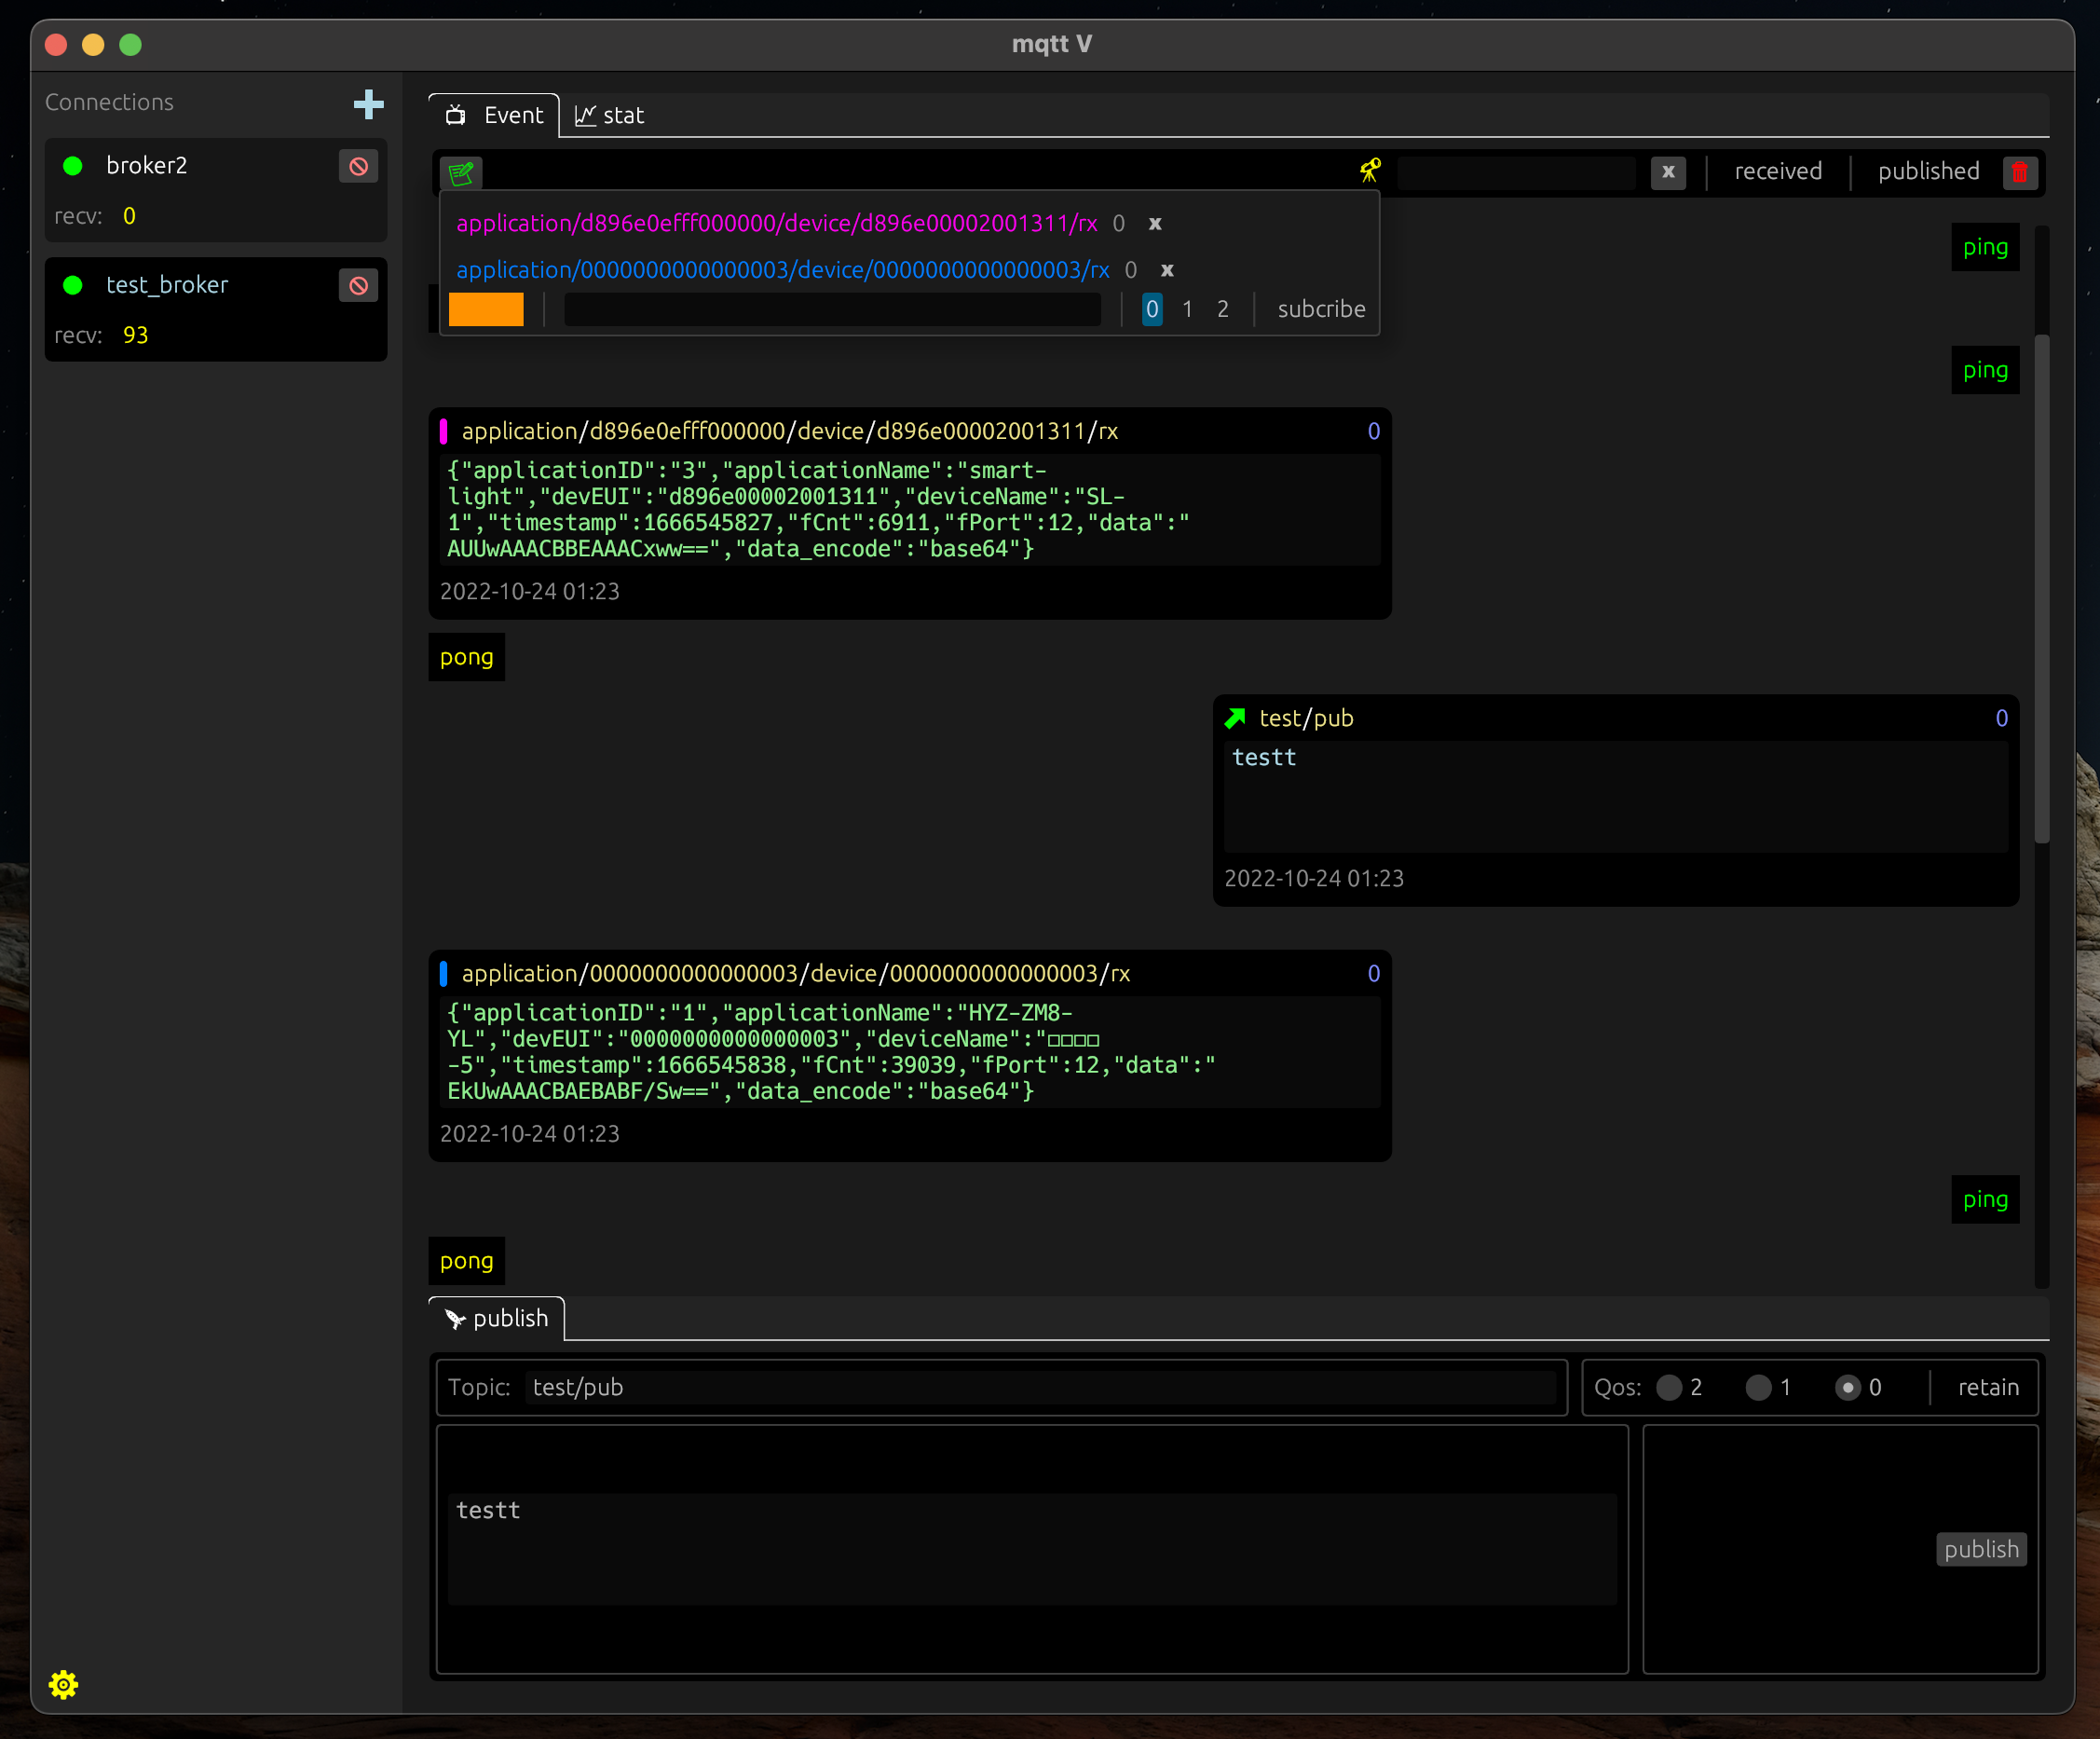 mqtt V
Connections
broker2
recv: 0
test_broker
recv: 93
Event stat
x received published
application/d896e0efff000000/device/d896e00002001311/rx 0 x
application/0000000000000003/device/0000000000000003/rx 0 x
0 1 2 subcribe
ping
ping
application/d896e0efff000000/device/d896e00002001311/rx 0
{"applicationID":"3","applicationName":"smart-
light","devEUI":"d896e00002001311","deviceName":"SL-
1","timestamp":1666545827,"fCnt":6911,"fPort":12,"data":"
AUUwAAACBBEAAACxww==","data_encode":"base64"}
2022-10-24 01:23
pong
test/pub 0
testt
2022-10-24 01:23
application/0000000000000003/device/0000000000000003/rx 0
{"applicationID":"1","applicationName":"HYZ-ZM8-
YL","devEUI":"0000000000000003","deviceName":"□□□□
-5","timestamp":1666545838,"fCnt":39039,"fPort":12,"data":"
EkUwAAACBAEBABF/Sw==","data_encode":"base64"}
2022-10-24 01:23
ping
pong
publish
Topic: test/pub Qos: 2 1 0 retain
testt
publish